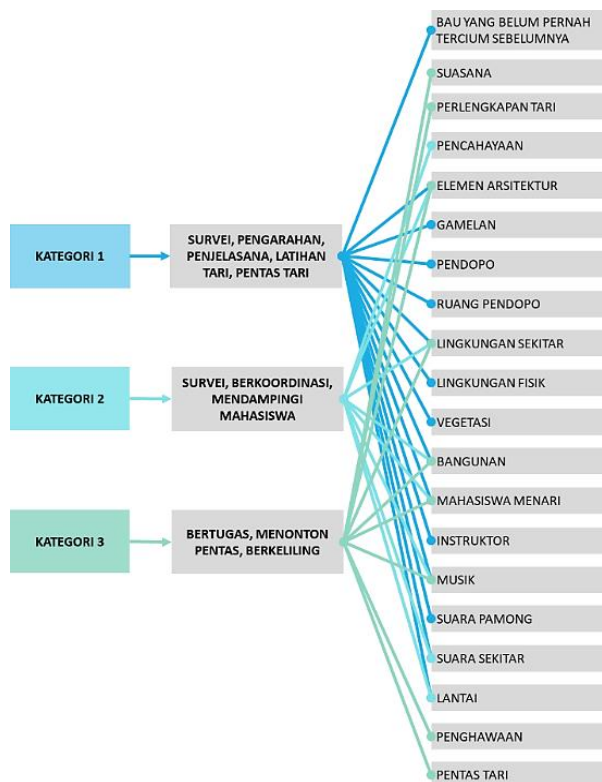 BAU YANG BELUM PERNAH
TERCIUM SEBELUMNYA
SUASANA
PERLENGKAPAN TARI
PENCAHAYAAN
ELEMEN ARSITEKTUR
GAMELAN
PENDOPO
RUANG PENDOPO
LINGKUNGAN SEKITAR
LINGKUNGAN FISIK
VEGETASI
BANGUNAN
MAHASISWA MENARI
INSTRUKTOR
MUSIK
SUARA PAMONG
SUARA SEKITAR
LANTAI
PENGHAWAAN
PENTAS TARI
KATEGORI 1
SURVEI, PENGARAHAN,
PENJELASANA, LATIHAN
TARI, PENTAS TARI
KATEGORI 2
SURVEI, BERKOORDINASI,
MENDAMPINGI
MAHASISWA
KATEGORI 3
BERTUGAS, MENONTON
PENTAS, BERKELILING